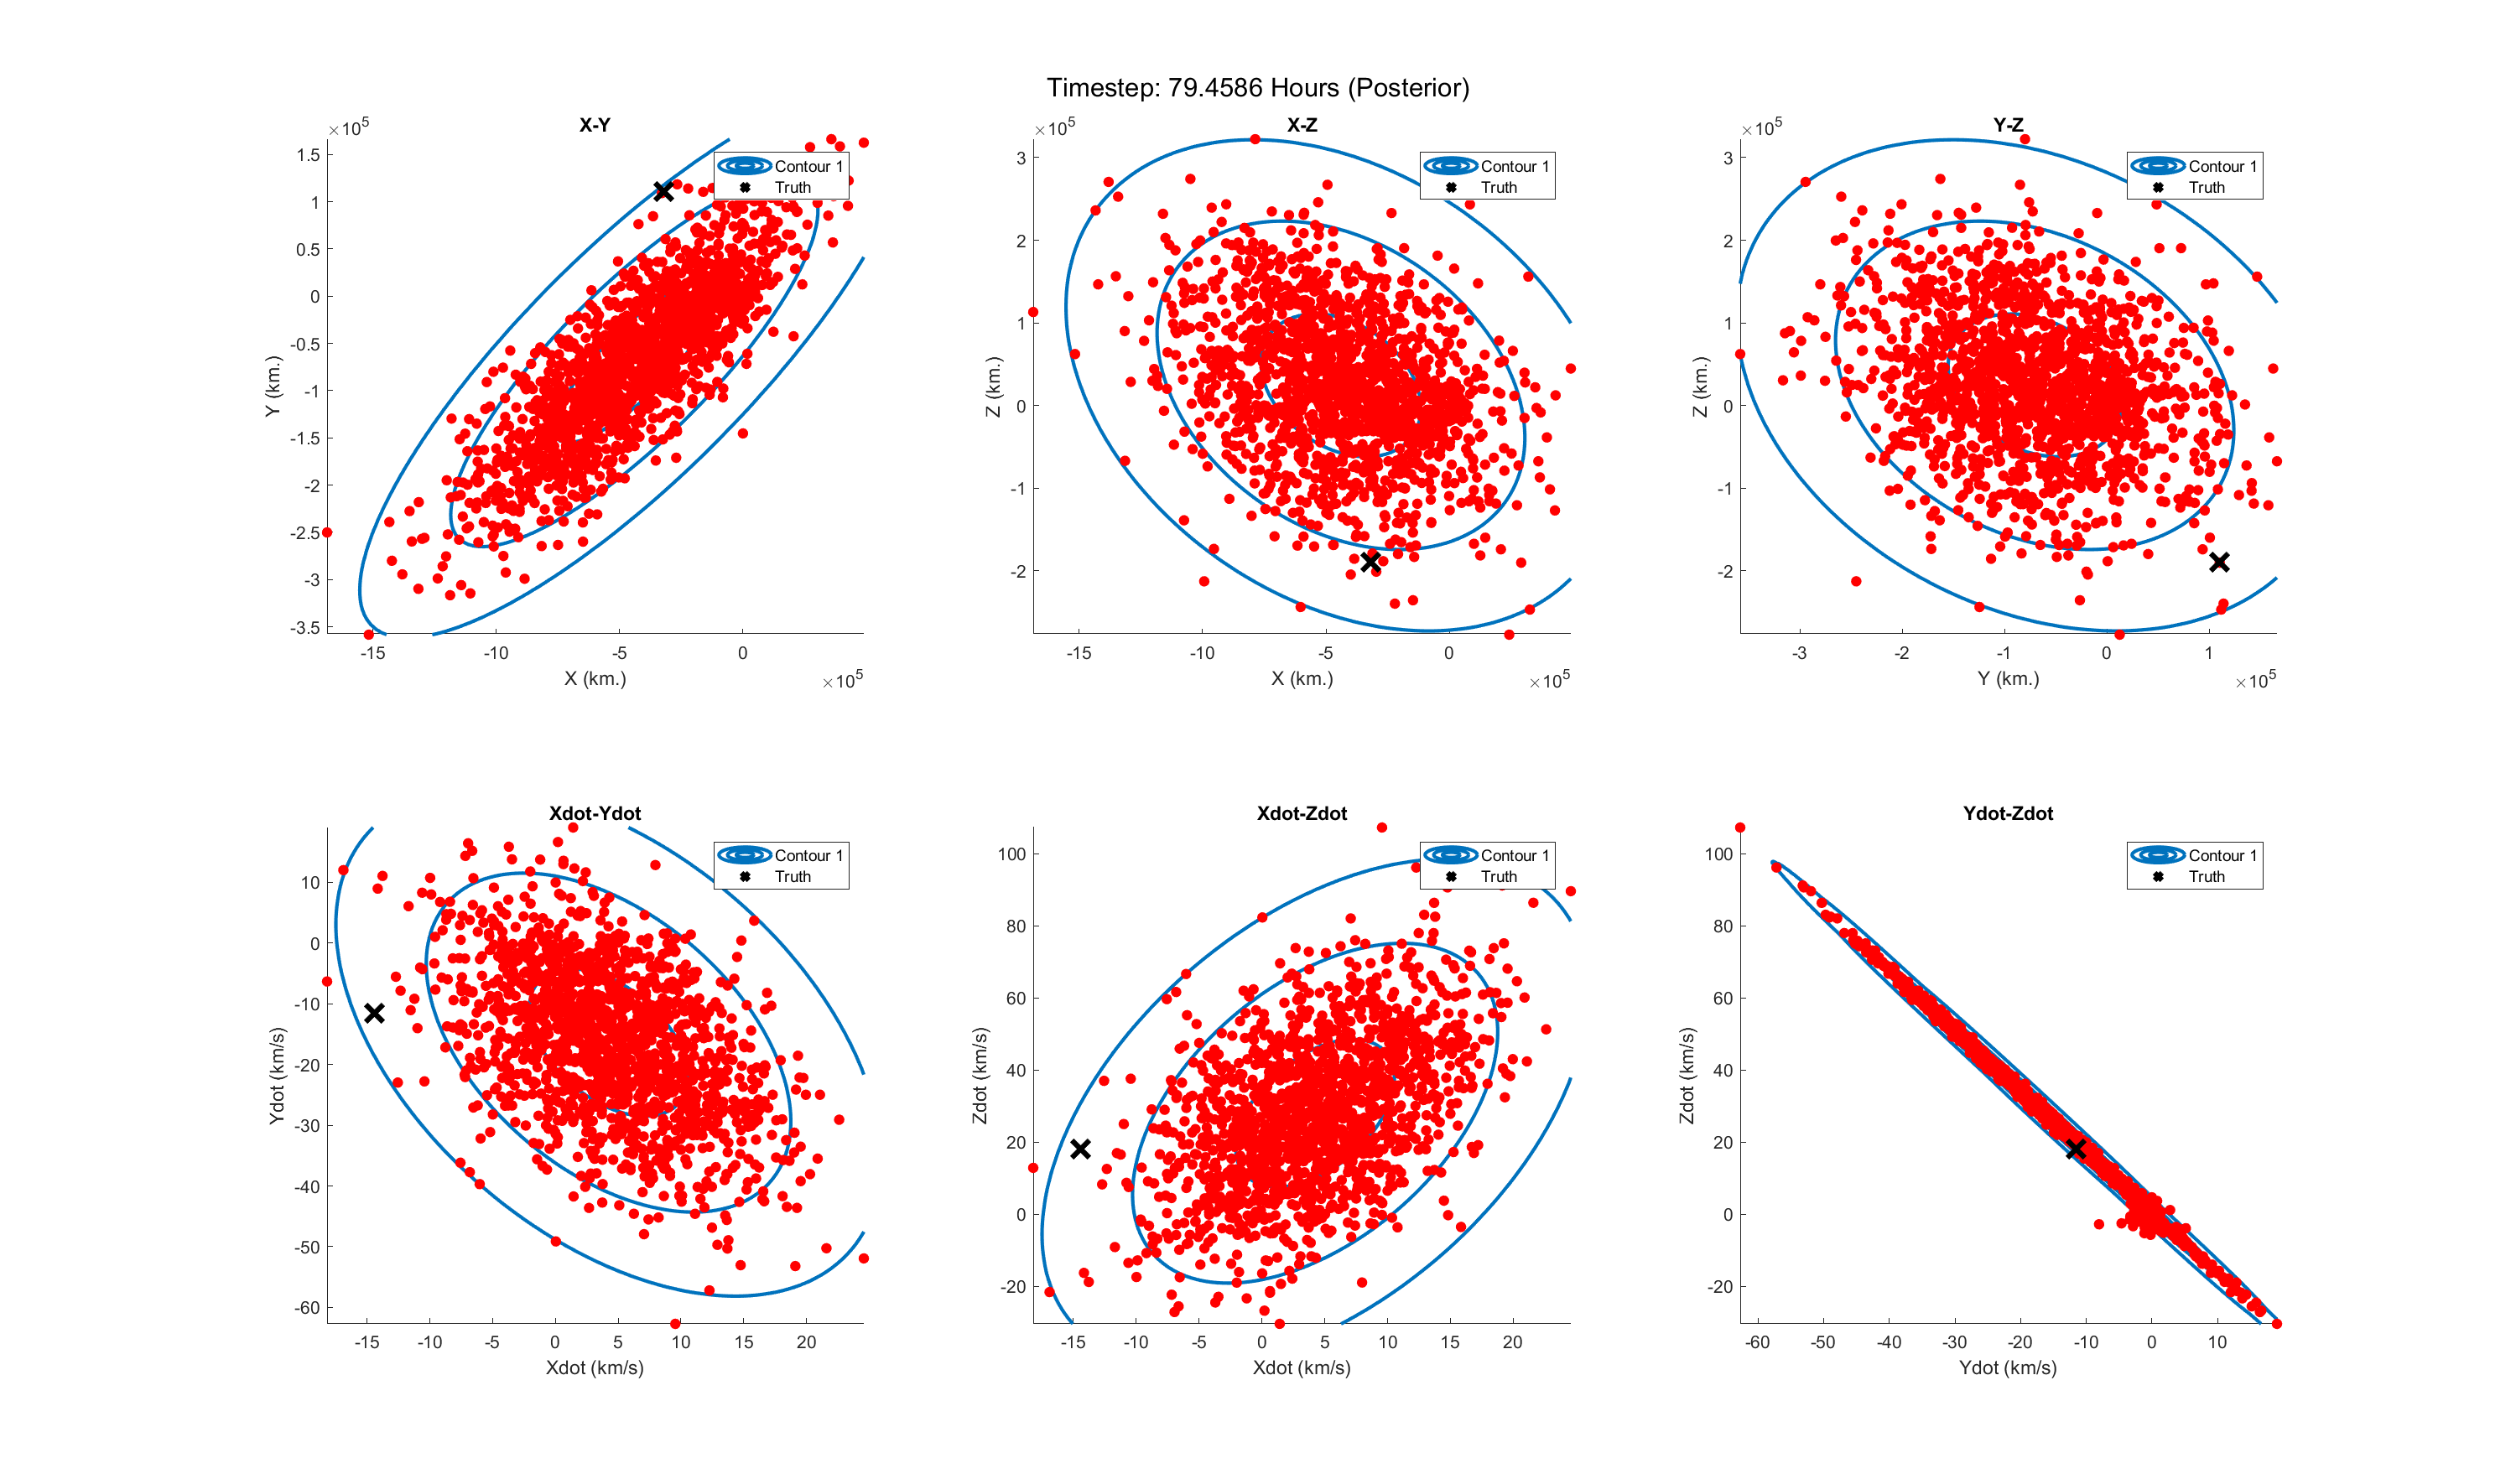 Timestep: 79.4586 Hours (Posterior)
X-Y
×10^5
1.5
1
0.5
0
-0.5
-1
-1.5
-2
-2.5
-3
-3.5
Y (km.)
-15 -10 -5 0
X (km.)
×10^5
Contour 1
Truth
X-Z
×10^5
3
2
1
0
-1
-2
Z (km.)
-15 -10 -5 0
X (km.)
×10^5
Contour 1
Truth
Y-Z
×10^5
3
2
1
0
-1
-2
Z (km.)
-3 -2 -1 0 1
Y (km.)
×10^5
Contour 1
Truth
Xdot-Ydot
10
0
-10
-20
-30
-40
-50
-60
Ydot (km/s)
-15 -10 -5 0 5 10 15 20
Xdot (km/s)
Contour 1
Truth
Xdot-Zdot
100
80
60
40
20
0
-20
Zdot (km/s)
-15 -10 -5 0 5 10 15 20
Xdot (km/s)
Contour 1
Truth
Ydot-Zdot
100
80
60
40
20
0
-20
Zdot (km/s)
-60 -50 -40 -30 -20 -10 0 10
Ydot (km/s)
Contour 1
Truth